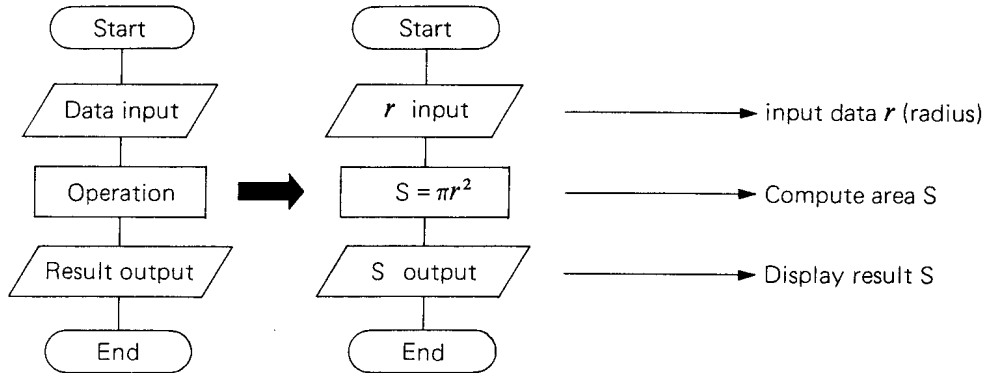 Start
Data input
Operation
Result output
End
Start
r input
S = πr²
S output
End
input data r (radius)
Compute area S
Display result S